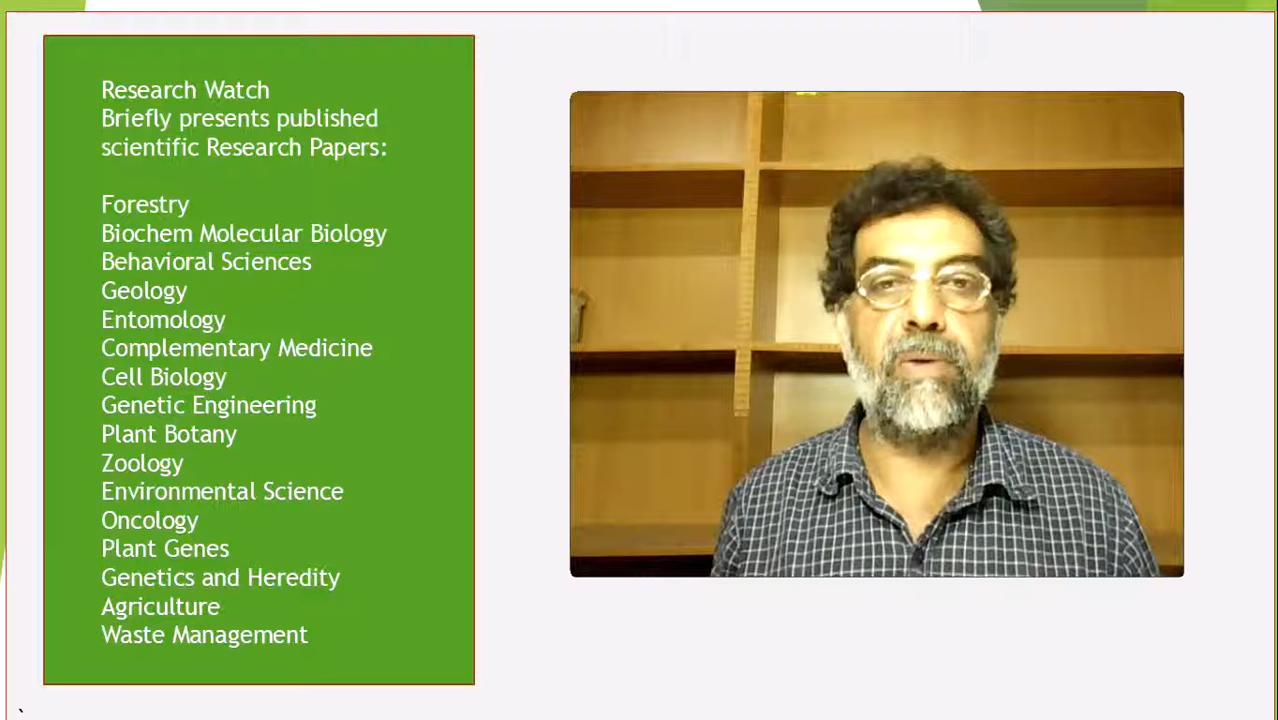 Research Watch
Briefly presents published
scientific Research Papers:
Forestry
Biochem Molecular Biology
Behavioral Sciences
Geology
Entomology
Complementary Medicine
Cell Biology
Genetic Engineering
Plant Botany
Zoology
Environmental Science
Oncology
Plant Genes
Genetics and Heredity
Agriculture
Waste Management
`